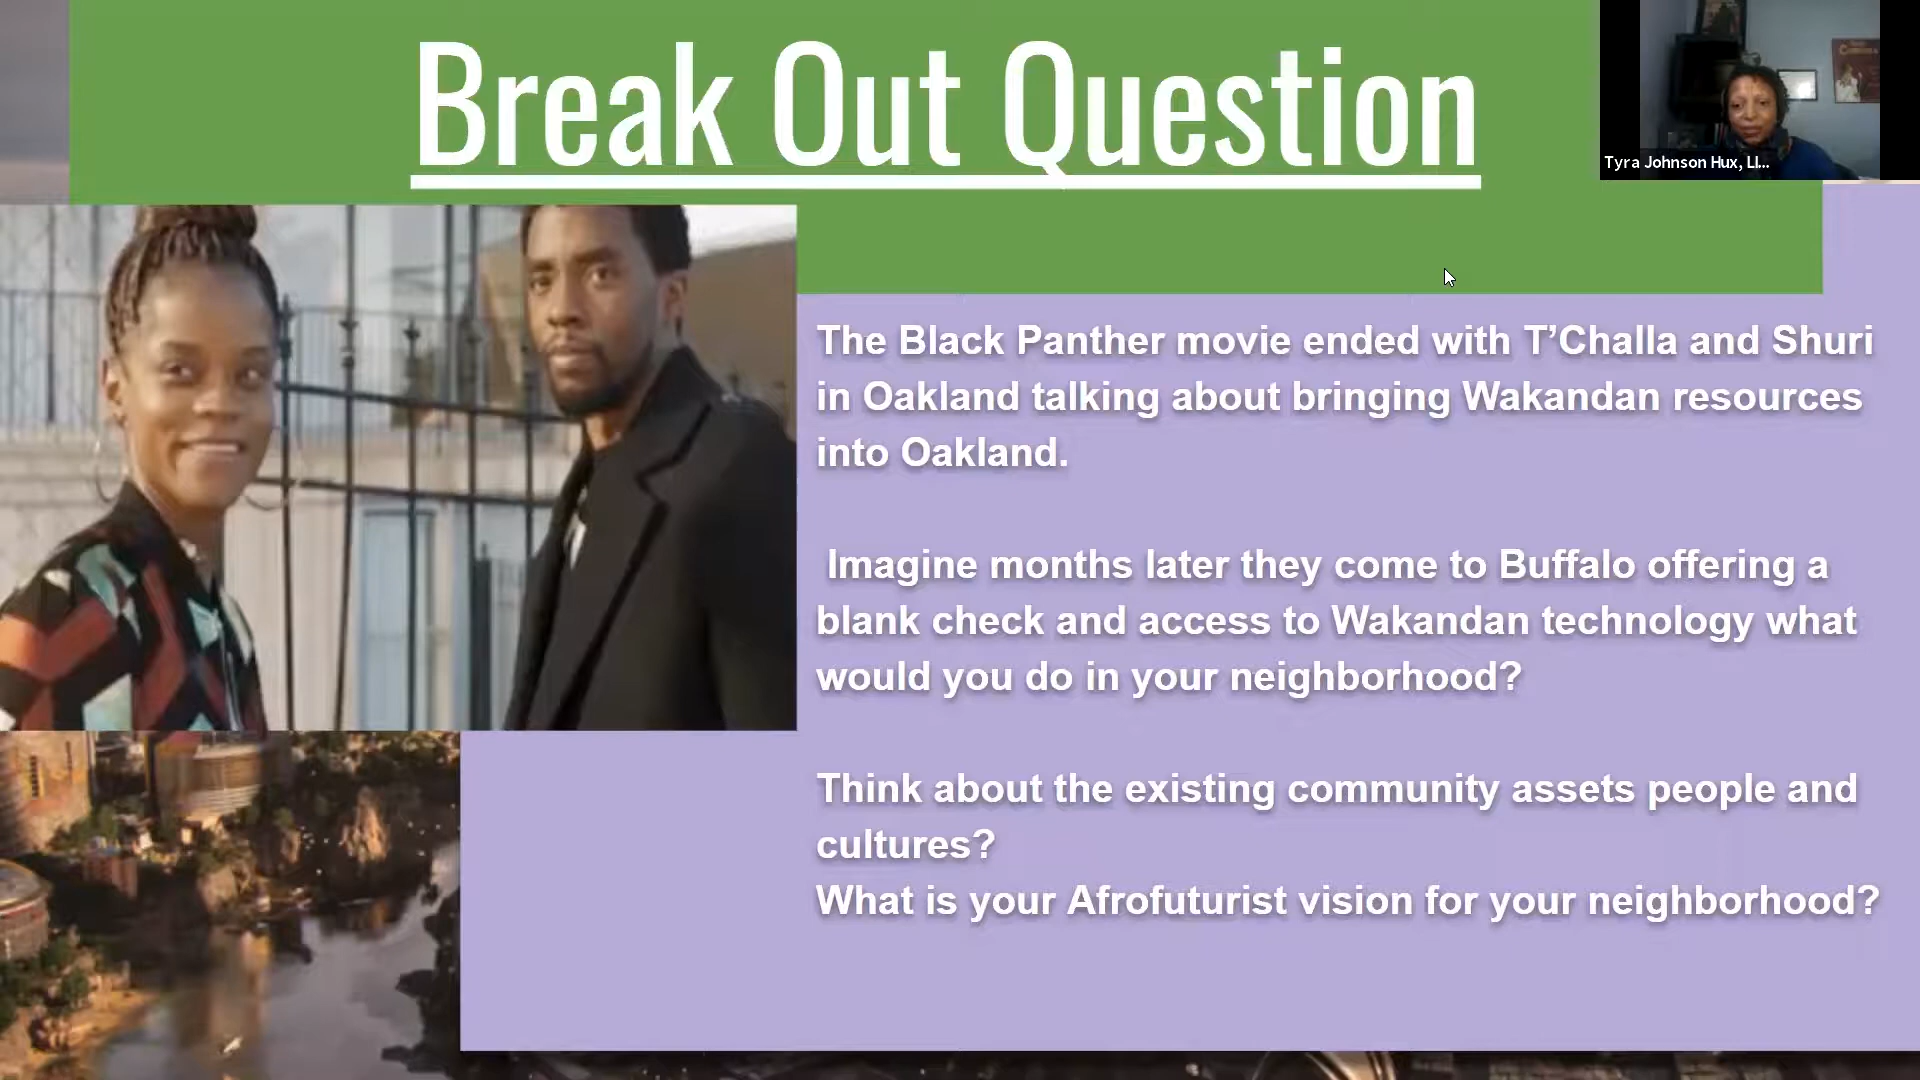 Break Out Question
Tyra Johnson Hux, LI...
The Black Panther movie ended with T’Challa and Shuri
in Oakland talking about bringing Wakandan resources
into Oakland.
Imagine months later they come to Buffalo offering a
blank check and access to Wakandan technology what
would you do in your neighborhood?
Think about the existing community assets people and
cultures?
What is your Afrofuturist vision for your neighborhood?